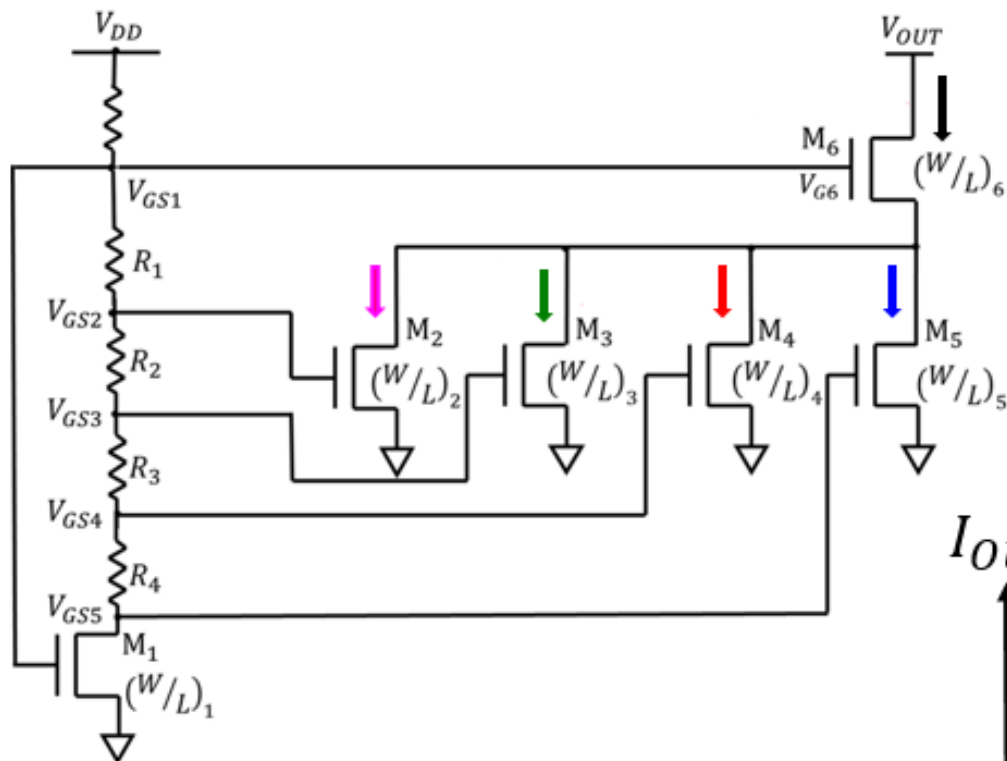 V_DD
V_OUT
M_6
V_G6
(W/L)_6
V_GS1
R_1
V_GS2
M_2
(W/L)_2
M_3
(W/L)_3
M_4
(W/L)_4
M_5
(W/L)_5
R_2
V_GS3
R_3
V_GS4
R_4
V_GS5
M_1
(W/L)_1